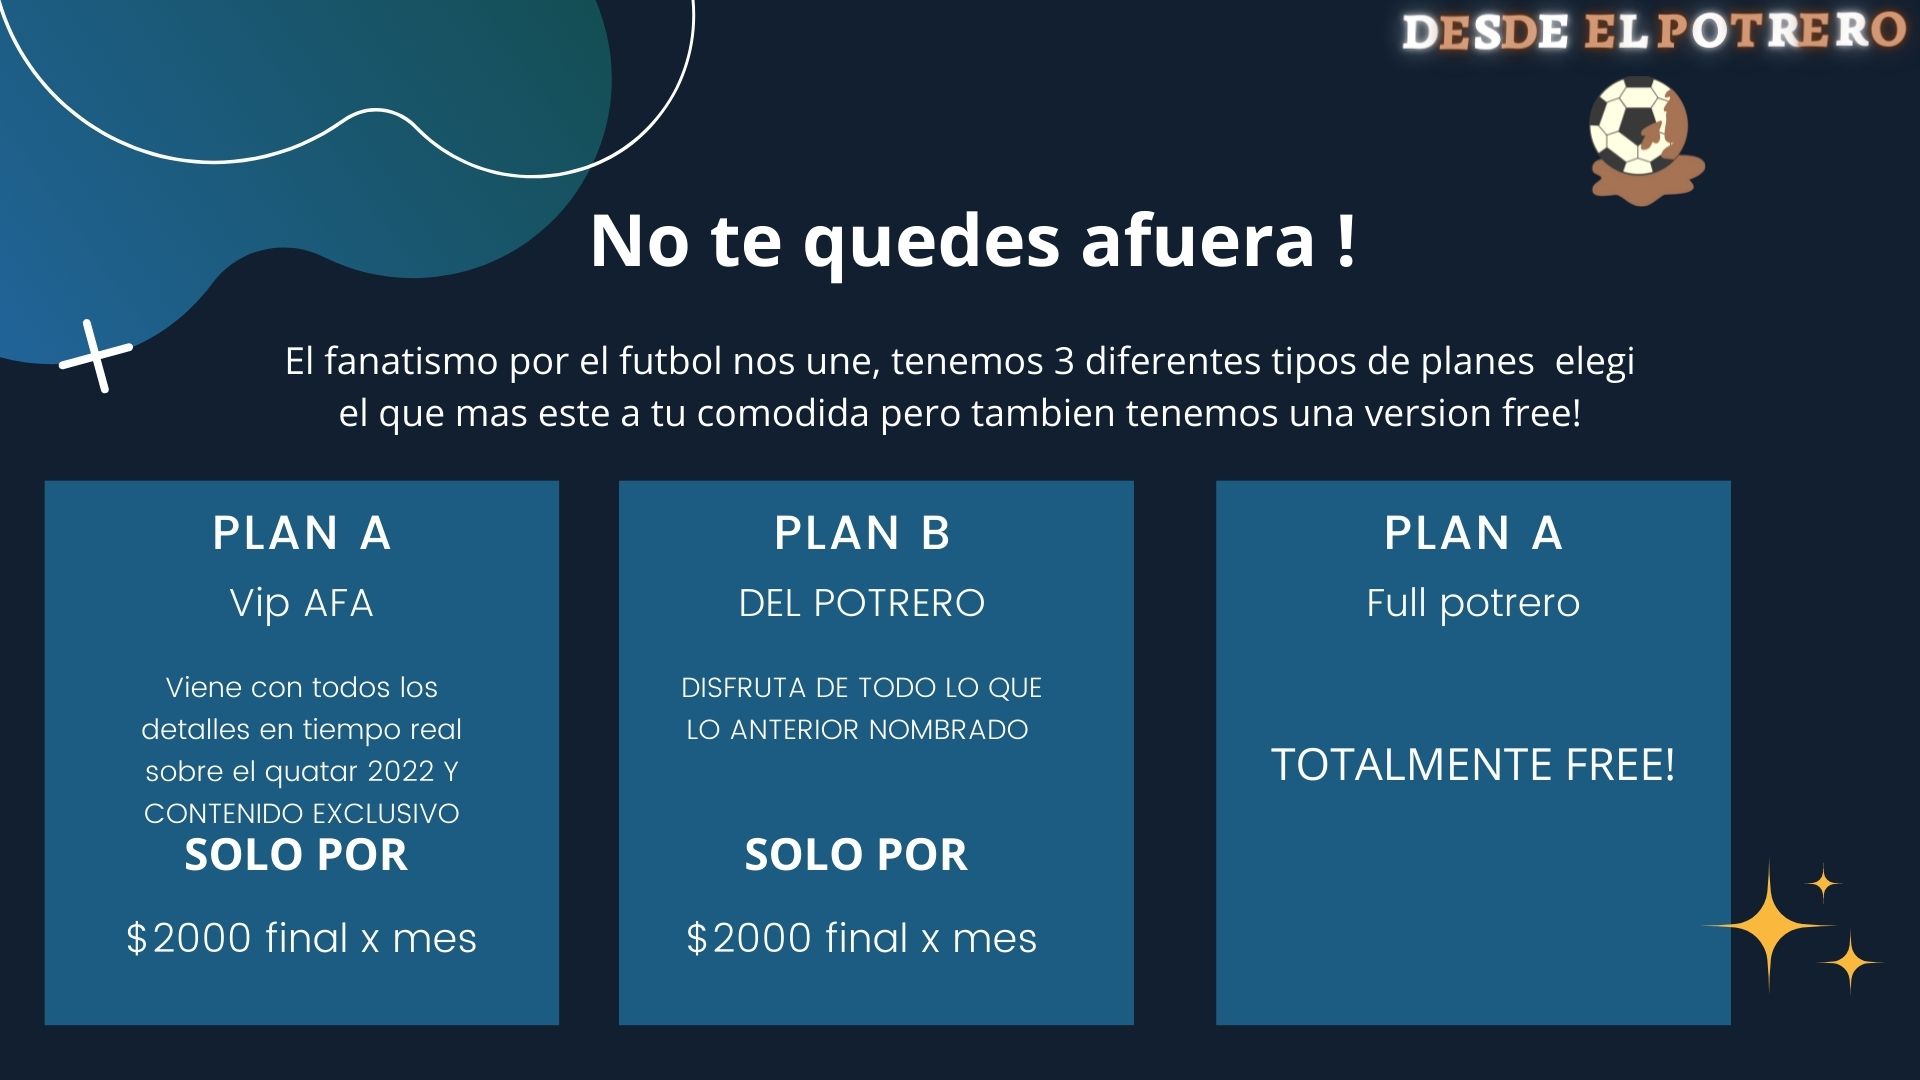 DESDE EL POTRERO
No te quedes afuera !
El fanatismo por el futbol nos une, tenemos 3 diferentes tipos de planes  elegi
el que mas este a tu comodida pero tambien tenemos una version free!
PLAN A
Vip AFA
Viene con todos los
detalles en tiempo real
sobre el quatar 2022 Y
CONTENIDO EXCLUSIVO
SOLO POR
$2000 final x mes
PLAN B
DEL POTRERO
DISFRUTA DE TODO LO QUE
LO ANTERIOR NOMBRADO
SOLO POR
$2000 final x mes
PLAN A
Full potrero
TOTALMENTE FREE!